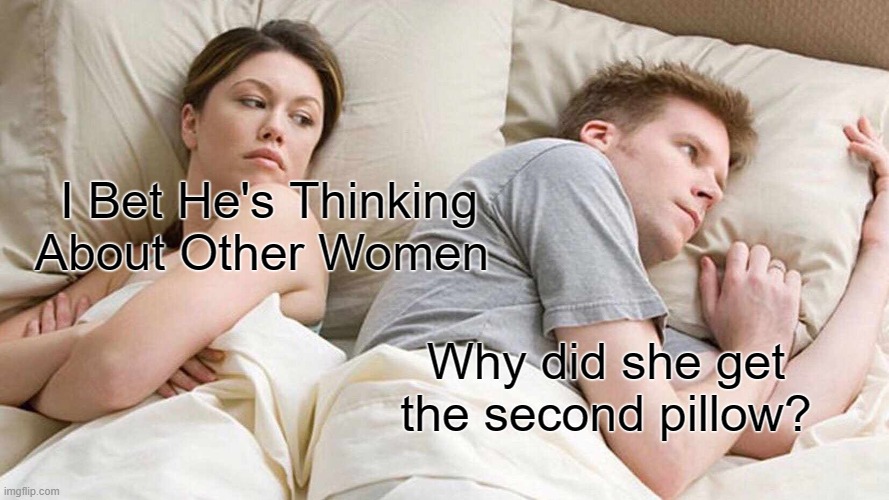 I Bet He's Thinking
About Other Women
Why did she get
the second pillow?
imgflip.com